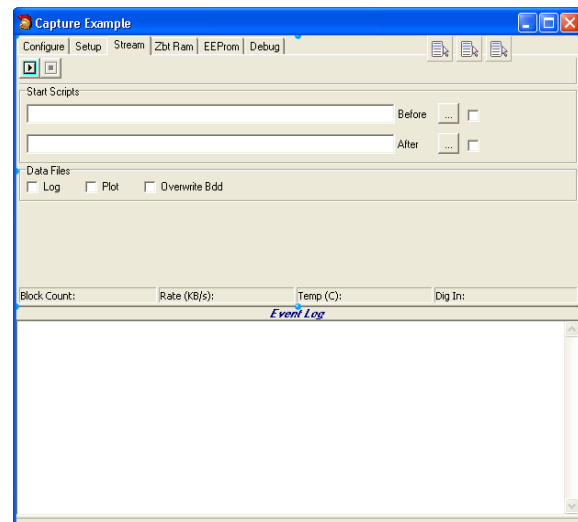 Capture Example
Configure Setup Stream Zbt Ram EEProm Debug
Start Scripts
Before ...
After ...
Data Files
Log Plot Overwrite Bdd
Block Count: Rate (KB/s): Temp (C): Dig In:
Event Log